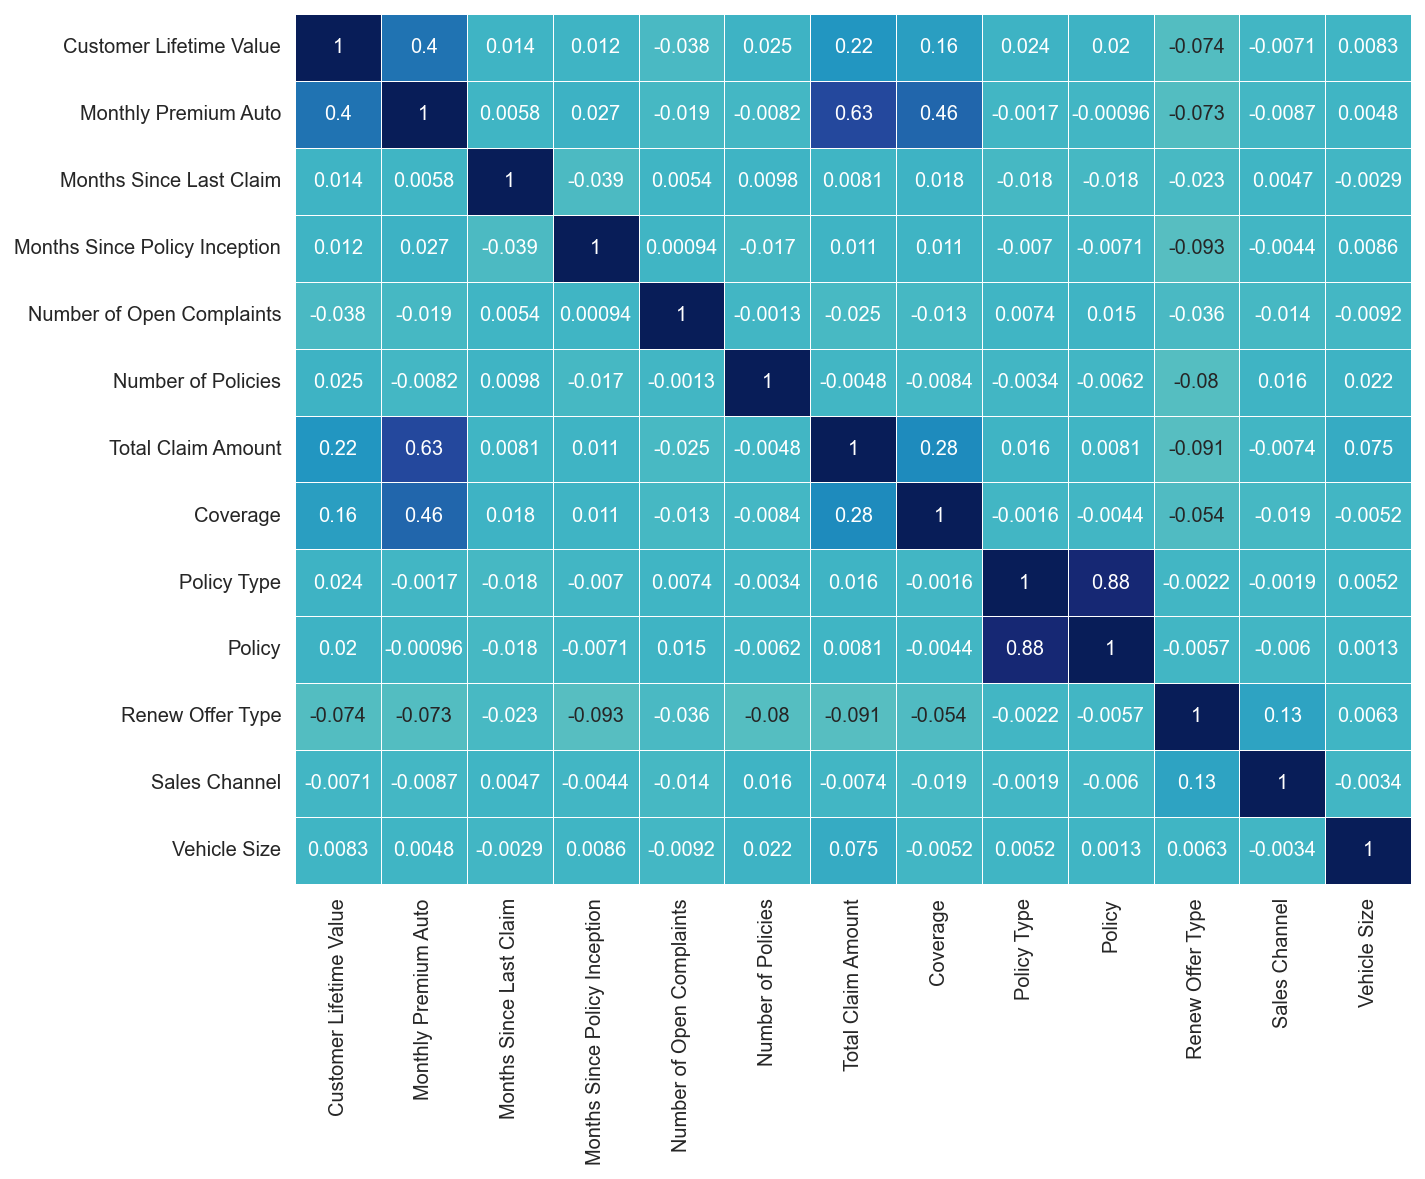 Customer Lifetime Value 1 0.4 0.014 0.012 -0.038 0.025 0.22 0.16 0.024 0.02 -0.074 -0.0071 0.0083
Monthly Premium Auto 0.4 1 0.0058 0.027 -0.019 -0.0082 0.63 0.46 -0.0017 -0.00096 -0.073 -0.0087 0.0048
Months Since Last Claim 0.014 0.0058 1 -0.039 0.0054 0.0098 0.0081 0.018 -0.018 -0.018 -0.023 0.0047 -0.0029
Months Since Policy Inception 0.012 0.027 -0.039 1 0.00094 -0.017 0.011 0.011 -0.007 -0.0071 -0.093 -0.0044 0.0086
Number of Open Complaints -0.038 -0.019 0.0054 0.00094 1 -0.0013 -0.025 -0.013 0.0074 0.015 -0.036 -0.014 -0.0092
Number of Policies 0.025 -0.0082 0.0098 -0.017 -0.0013 1 -0.0048 -0.0084 -0.0034 -0.0062 -0.08 0.016 0.022
Total Claim Amount 0.22 0.63 0.0081 0.011 -0.025 -0.0048 1 0.28 0.016 0.0081 -0.091 -0.0074 0.075
Coverage 0.16 0.46 0.018 0.011 -0.013 -0.0084 0.28 1 -0.0016 -0.0044 -0.054 -0.019 -0.0052
Policy Type 0.024 -0.0017 -0.018 -0.007 0.0074 -0.0034 0.016 -0.0016 1 0.88 -0.0022 -0.0019 0.0052
Policy 0.02 -0.00096 -0.018 -0.0071 0.015 -0.0062 0.0081 -0.0044 0.88 1 -0.0057 -0.006 0.0013
Renew Offer Type -0.074 -0.073 -0.023 -0.093 -0.036 -0.08 -0.091 -0.054 -0.0022 -0.0057 1 0.13 0.0063
Sales Channel -0.0071 -0.0087 0.0047 -0.0044 -0.014 0.016 -0.0074 -0.019 -0.0019 -0.006 0.13 1 -0.0034
Vehicle Size 0.0083 0.0048 -0.0029 0.0086 -0.0092 0.022 0.075 -0.0052 0.0052 0.0013 0.0063 -0.0034 1
Customer Lifetime Value
Monthly Premium Auto
Months Since Last Claim
Months Since Policy Inception
Number of Open Complaints
Number of Policies
Total Claim Amount
Coverage
Policy Type
Policy
Renew Offer Type
Sales Channel
Vehicle Size